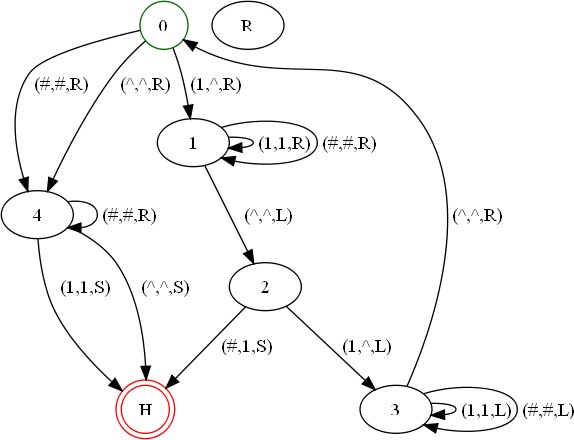 0
R
(#,#,R)
(^,^,R)
(1,^,R)
1
(1,1,R)
(#,#,R)
4
(#,#,R)
(^,^,L)
(^,^,R)
(1,1,S)
(^,^,S)
2
(#,1,S)
(1,^,L)
H
3
(1,1,L)
(#,#,L)